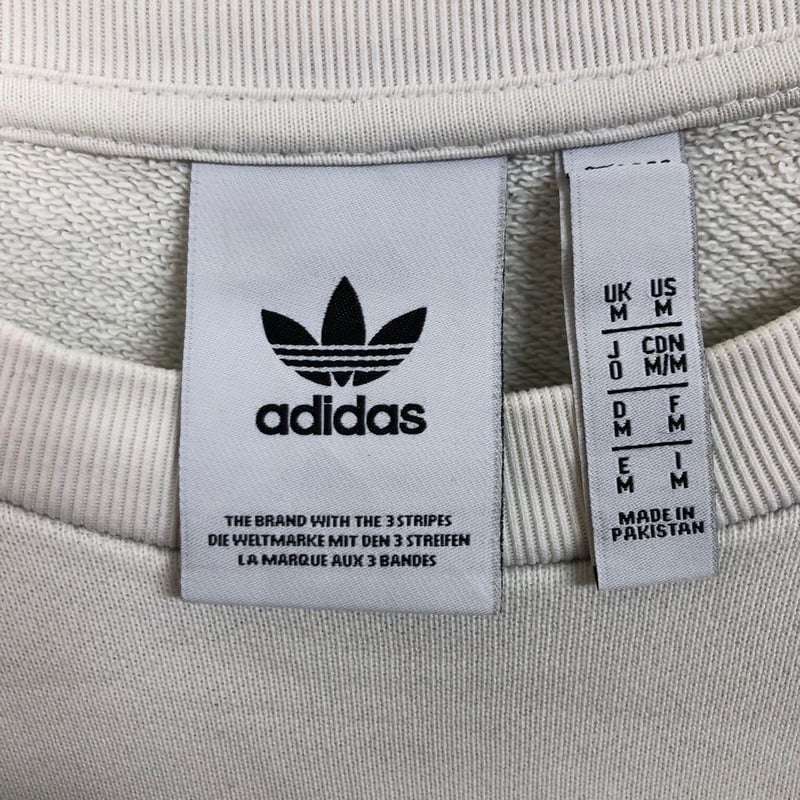 adidas
THE BRAND WITH THE 3 STRIPES
DIE WELTMARKE MIT DEN 3 STREIFEN
LA MARQUE AUX 3 BANDES
UK US
M M
J CDN
O M/M
D F
M M
E I
M M
MADE IN
PAKISTAN